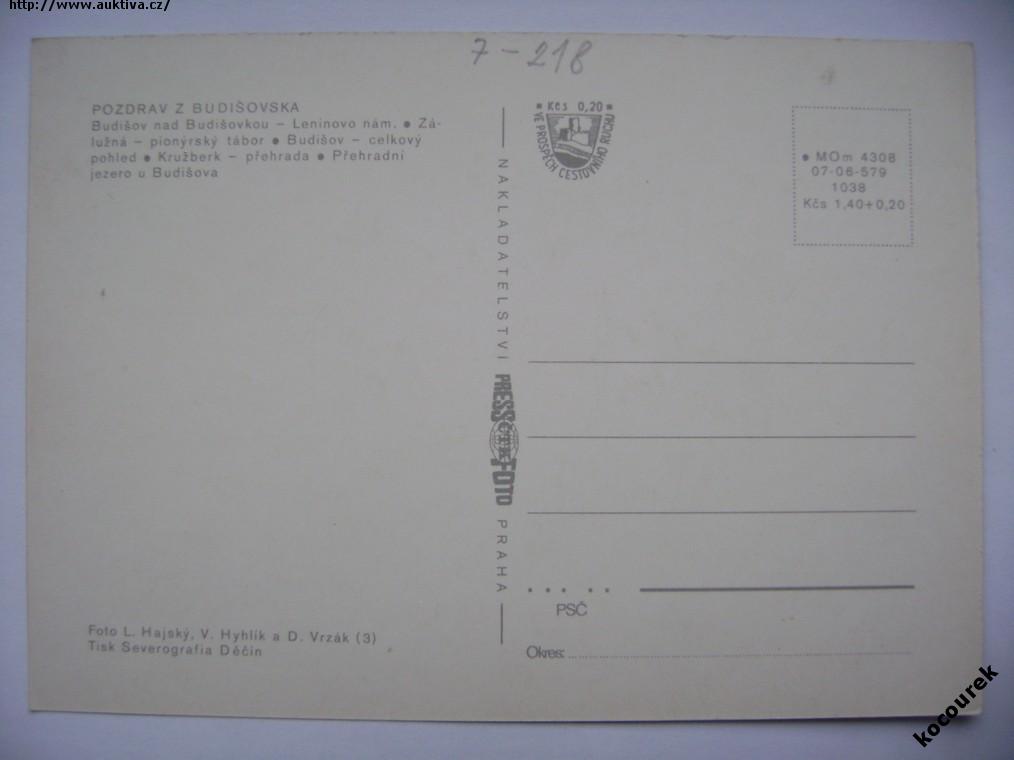 http://www.auktiva.cz/
7-218
POZDRAV Z BUDIŠOVSKA
Budišov nad Budišovkou – Leninovo nám. ● Zá-
lužná – pionýrský tábor ● Budišov – celkový
pohled ● Kružberk – přehrada ● Přehradní
jezero u Budišova
Foto L. Hajský, V. Hyhlík a D. Vrzák (3)
Tisk Severografia Děčín
NAKLADATELSTVÍ
PRESSFOTO
ČTK
PRAHA
Kčs 0,20
VE PROSPĚCH CESTOVNÍHO RUCHU
● MOm 4308
07-06-579
1038
Kčs 1,40+0,20
PSČ
Okres:
kocourek